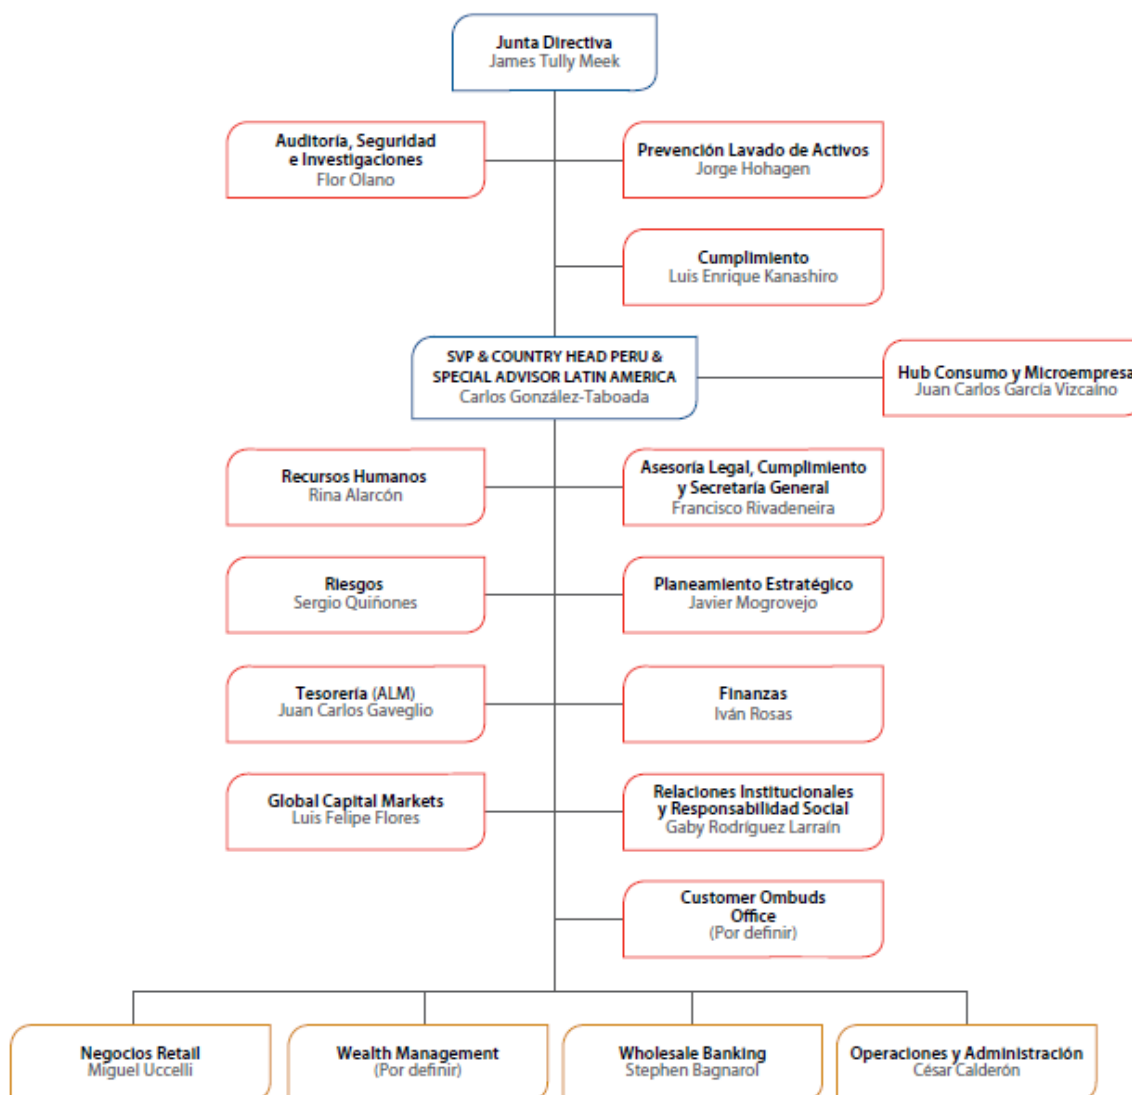 Junta Directiva
James Tully Meek
Auditoría, Seguridad
e Investigaciones
Flor Olano
Prevención Lavado de Activos
Jorge Hohagen
Cumplimiento
Luis Enrique Kanashiro
SVP & COUNTRY HEAD PERU &
SPECIAL ADVISOR LATIN AMERICA
Carlos González-Taboada
Hub Consumo y Microempresa
Juan Carlos García Vizcaíno
Recursos Humanos
Rina Alarcón
Asesoría Legal, Cumplimiento
y Secretaría General
Francisco Rivadeneira
Riesgos
Sergio Quiñones
Planeamiento Estratégico
Javier Mogrovejo
Tesorería (ALM)
Juan Carlos Gaveglio
Finanzas
Iván Rosas
Global Capital Markets
Luis Felipe Flores
Relaciones Institucionales
y Responsabilidad Social
Gaby Rodríguez Larraín
Customer Ombuds
Office
(Por definir)
Negocios Retail
Miguel Uccelli
Wealth Management
(Por definir)
Wholesale Banking
Stephen Bagnarol
Operaciones y Administración
César Calderón